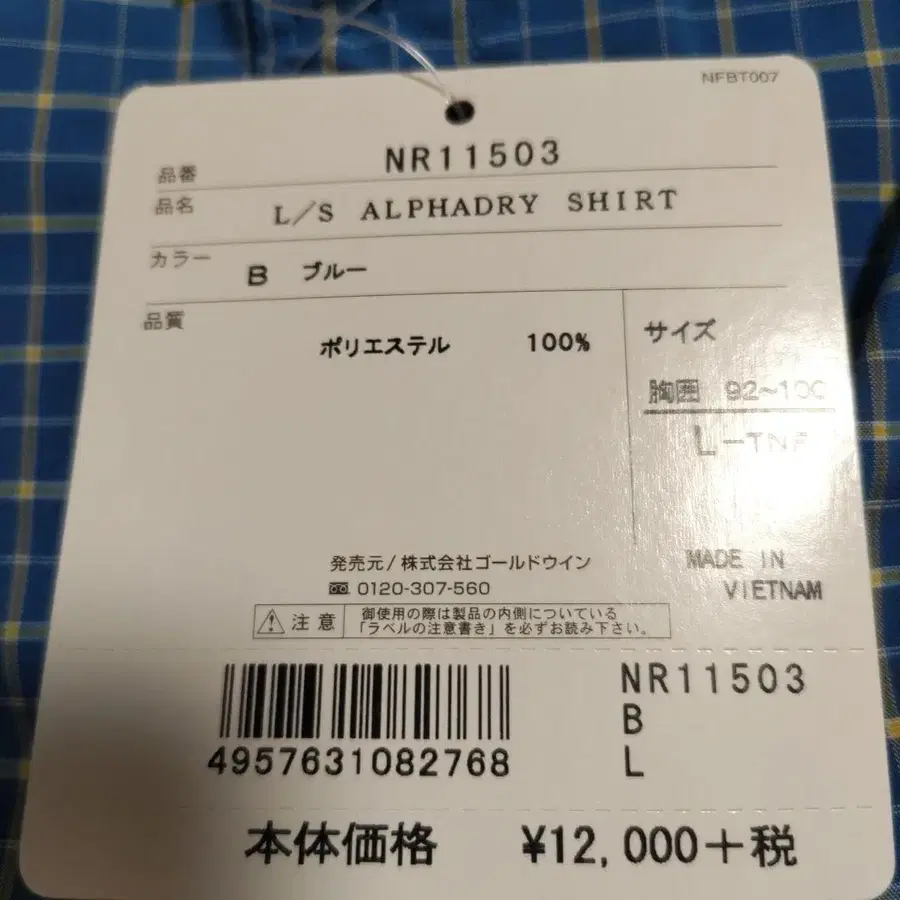 NFBT007
品番 NR11503
品名 L/S ALPHADRY SHIRT
カラー B ブルー
品質
ポリエステル 100%
サイズ
胸囲 92~100
L-TNF
発売元/株式会社ゴールドウイン
0120-307-560
MADE IN
VIETNAM
注意
御使用の際は製品の内側についている
「ラベルの注意書き」を必ずお読み下さい。
4957631082768
NR11503
B
L
本体価格 ¥12,000+税